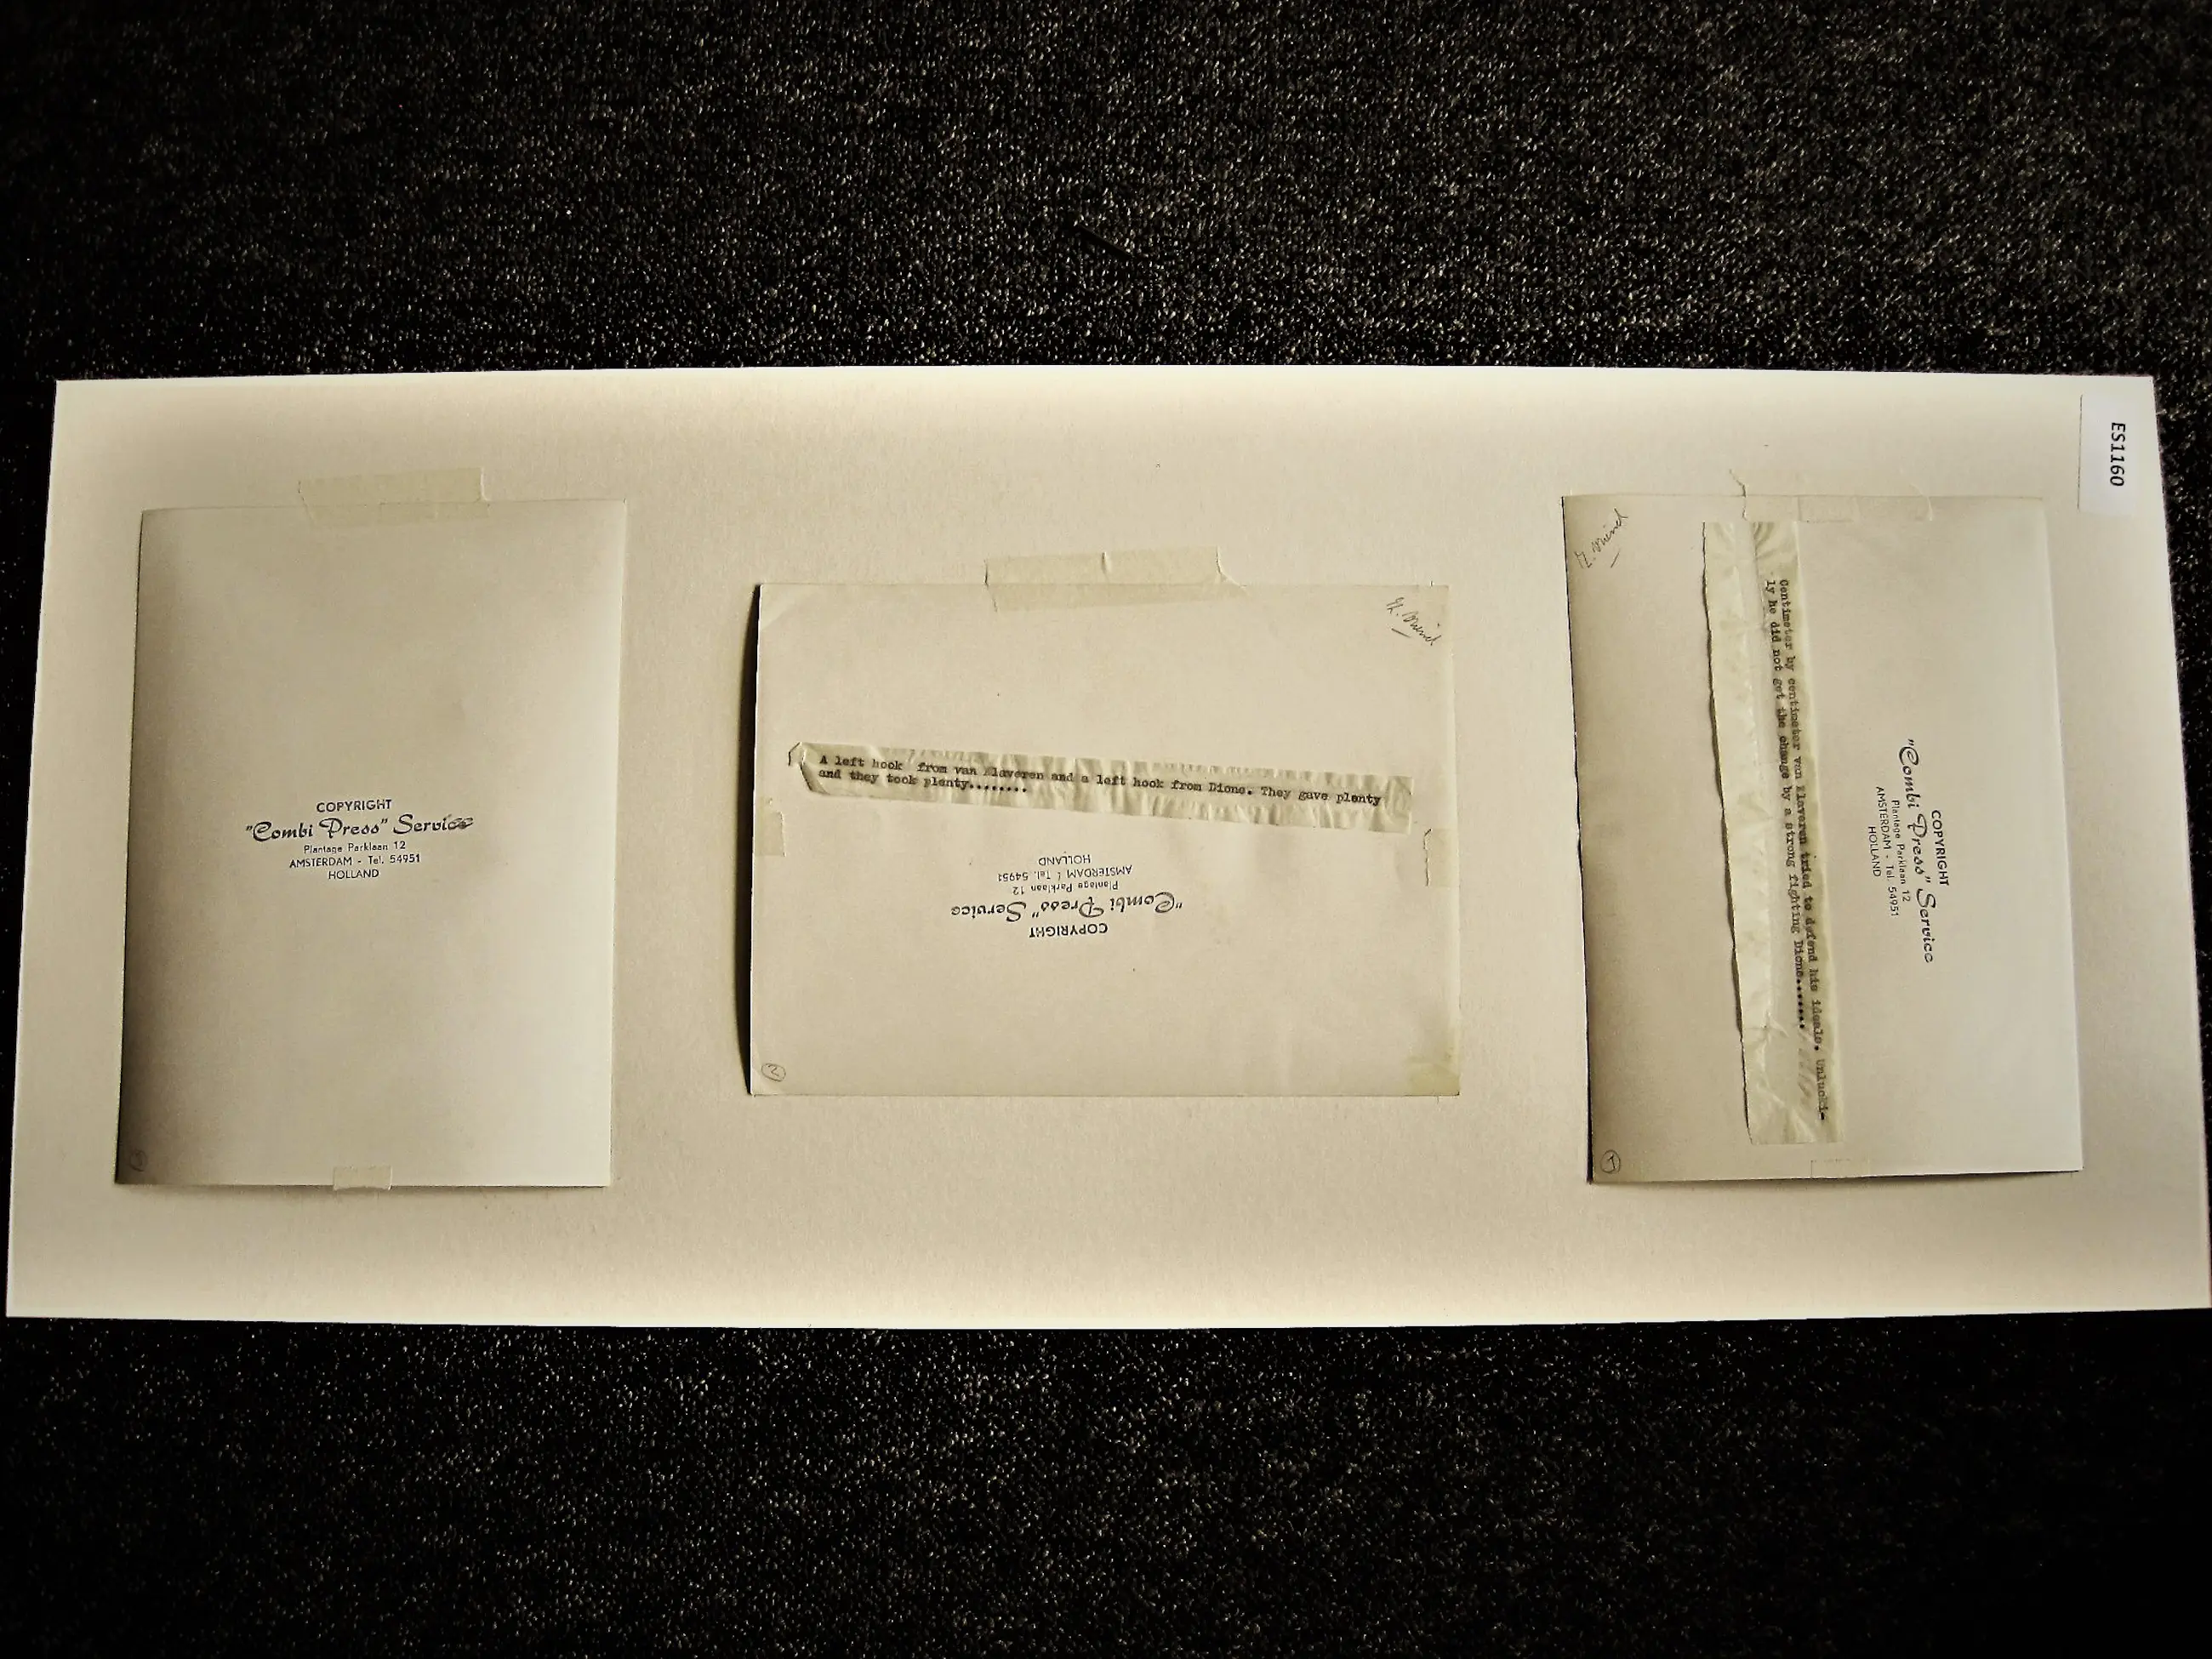 COPYRIGHT
"Combi Press" Service
Plantage Parklaan 12
AMSTERDAM - Tel. 54951
HOLLAND
A left hook from van Klaveren and a left hook from Dione. They gave plenty
and they took plenty........
COPYRIGHT
"Combi Press" Service
Plantage Parklaan 12
AMSTERDAM - Tel. 54951
HOLLAND
2
ES1160
Centimeter by centimeter van Klaveren tried to defend his ideals. Unlucki-
ly he did not get the change by a strong fighting Dione.......
COPYRIGHT
"Combi Press" Service
Plantage Parklaan 12
AMSTERDAM - Tel. 54951
HOLLAND
1